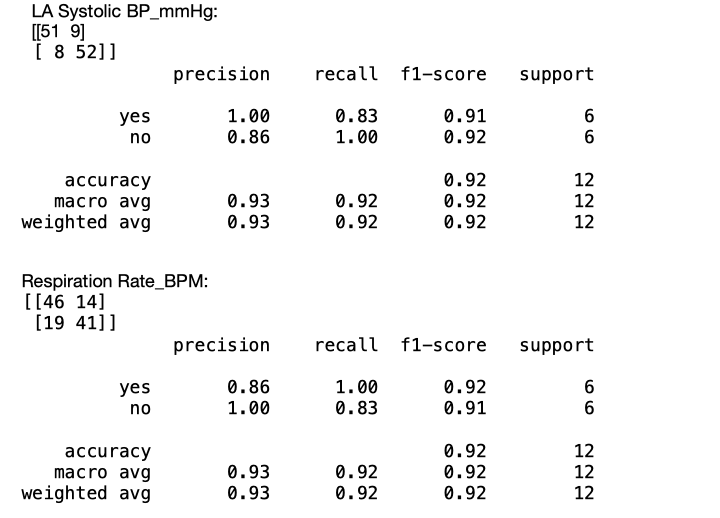 LA Systolic BP_mmHg:
[[51 9]
[ 8 52]]
precision recall f1-score support
yes 1.00 0.83 0.91 6
no 0.86 1.00 0.92 6
accuracy 0.92 12
macro avg 0.93 0.92 0.92 12
weighted avg 0.93 0.92 0.92 12
Respiration Rate_BPM:
[[46 14]
[19 41]]
precision recall f1-score support
yes 0.86 1.00 0.92 6
no 1.00 0.83 0.91 6
accuracy 0.92 12
macro avg 0.93 0.92 0.92 12
weighted avg 0.93 0.92 0.92 12